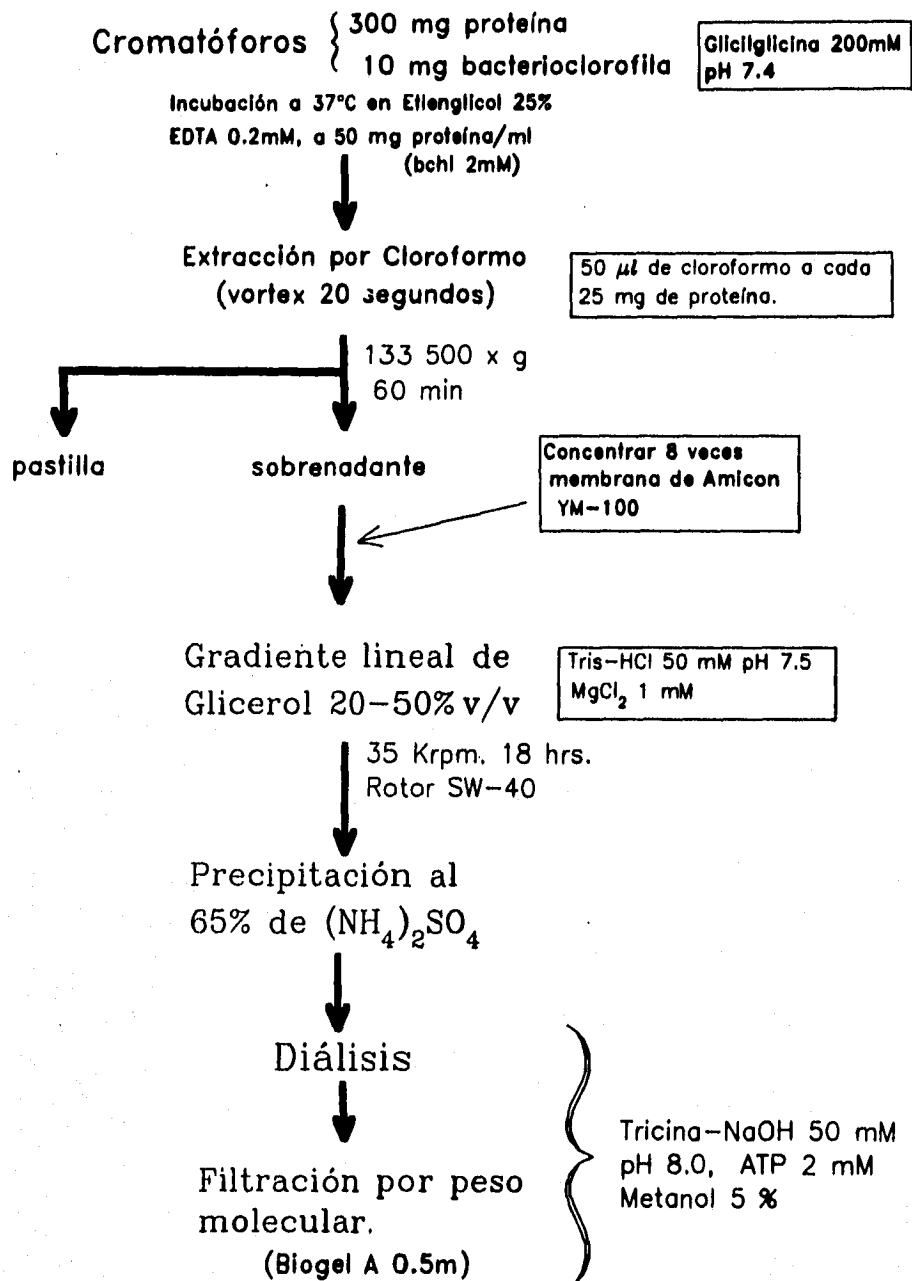 Cromatóforos
300 mg proteína
10 mg bacterioclorofila
Glicilglicina 200mM
pH 7.4
Incubación a 37°C en Etilenglicol 25%
EDTA 0.2mM, a 50 mg proteína/ml
(bchl 2mM)
Extracción por Cloroformo
(vortex 20 segundos)
50 µl de cloroformo a cada
25 mg de proteína.
133 500 x g
60 min
pastilla
sobrenadante
Concentrar 8 veces
membrana de Amicon
YM-100
Gradiente lineal de
Glicerol 20-50% v/v
Tris-HCl 50 mM pH 7.5
MgCl₂ 1 mM
35 Krpm. 18 hrs.
Rotor SW-40
Precipitación al
65% de (NH₄)₂SO₄
Diálisis
Filtración por peso
molecular.
(Biogel A 0.5m)
Tricina-NaOH 50 mM
pH 8.0, ATP 2 mM
Metanol 5 %